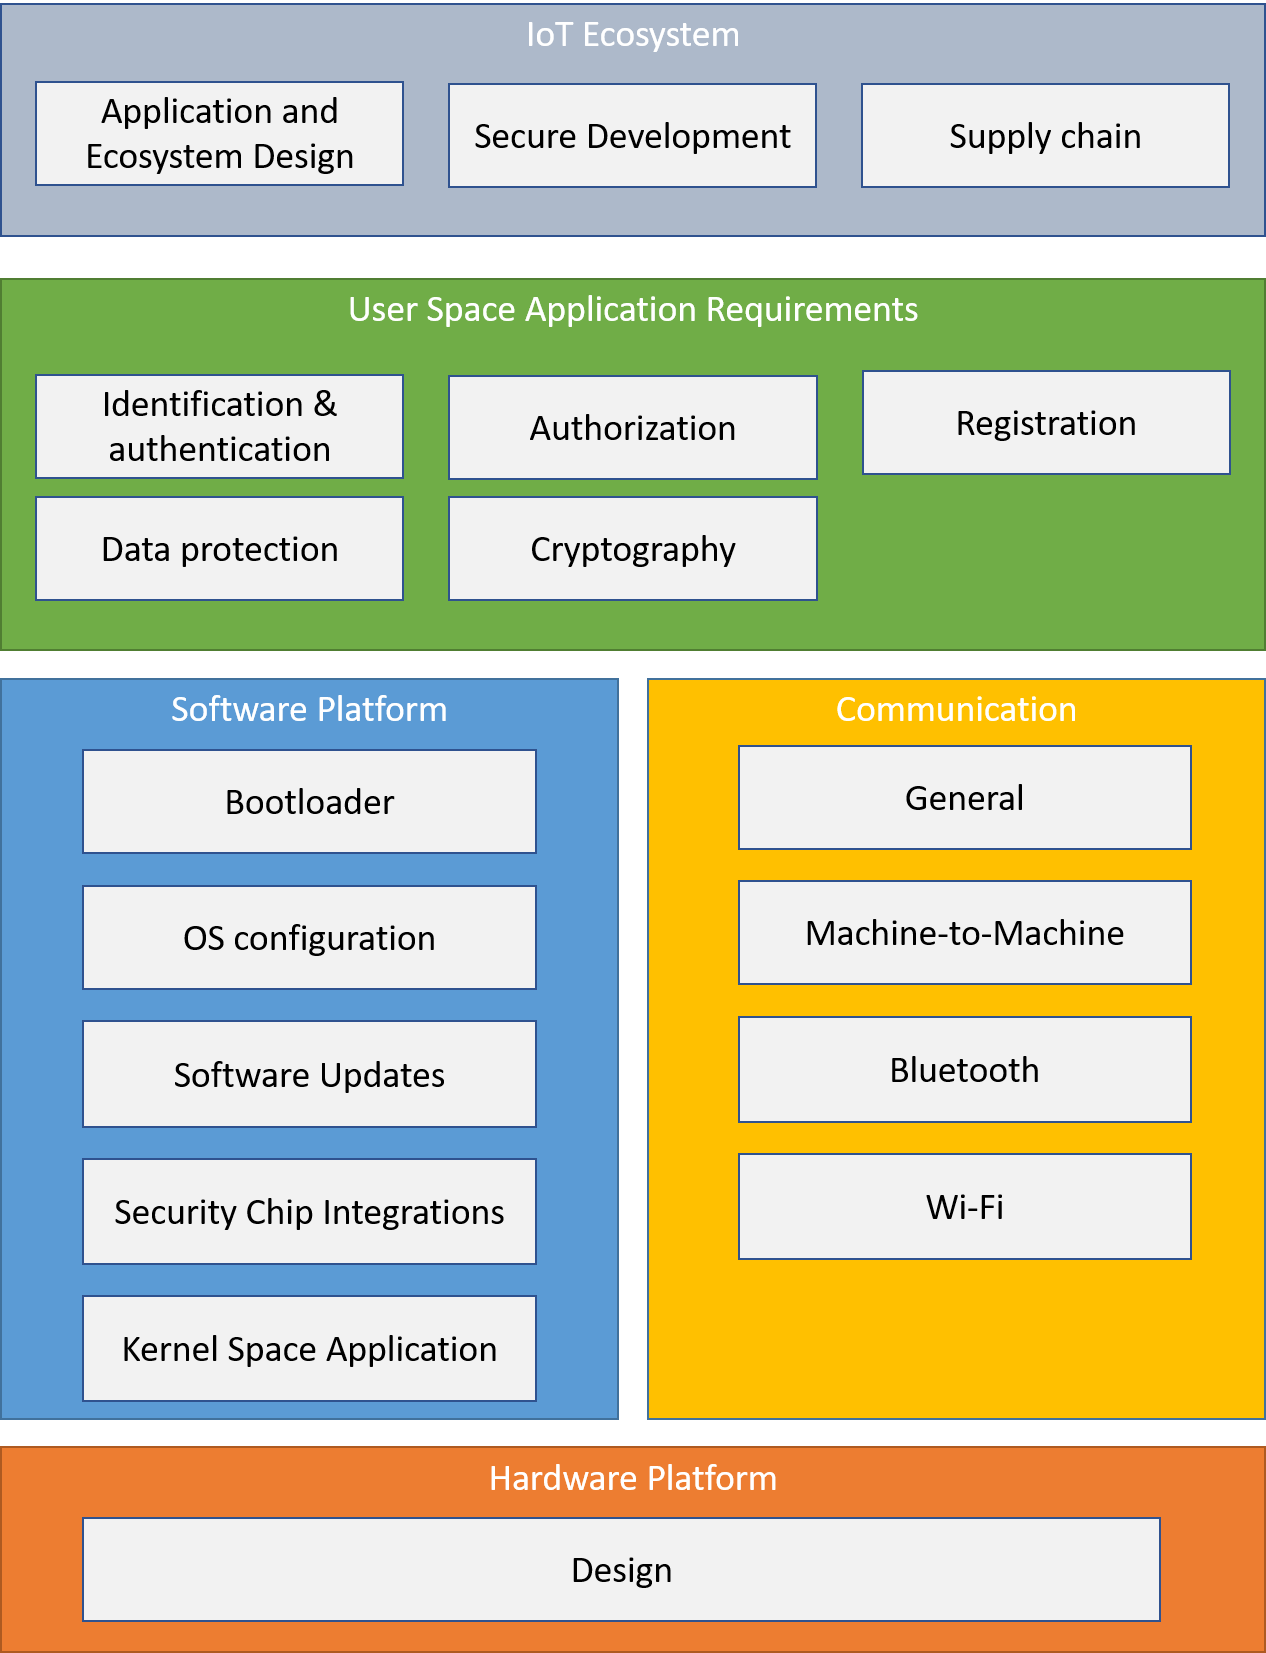 IoT Ecosystem
Application and
Ecosystem Design
Secure Development
Supply chain
User Space Application Requirements
Identification &
authentication
Authorization
Registration
Data protection
Cryptography
Software Platform
Bootloader
OS configuration
Software Updates
Security Chip Integrations
Kernel Space Application
Communication
General
Machine-to-Machine
Bluetooth
Wi-Fi
Hardware Platform
Design